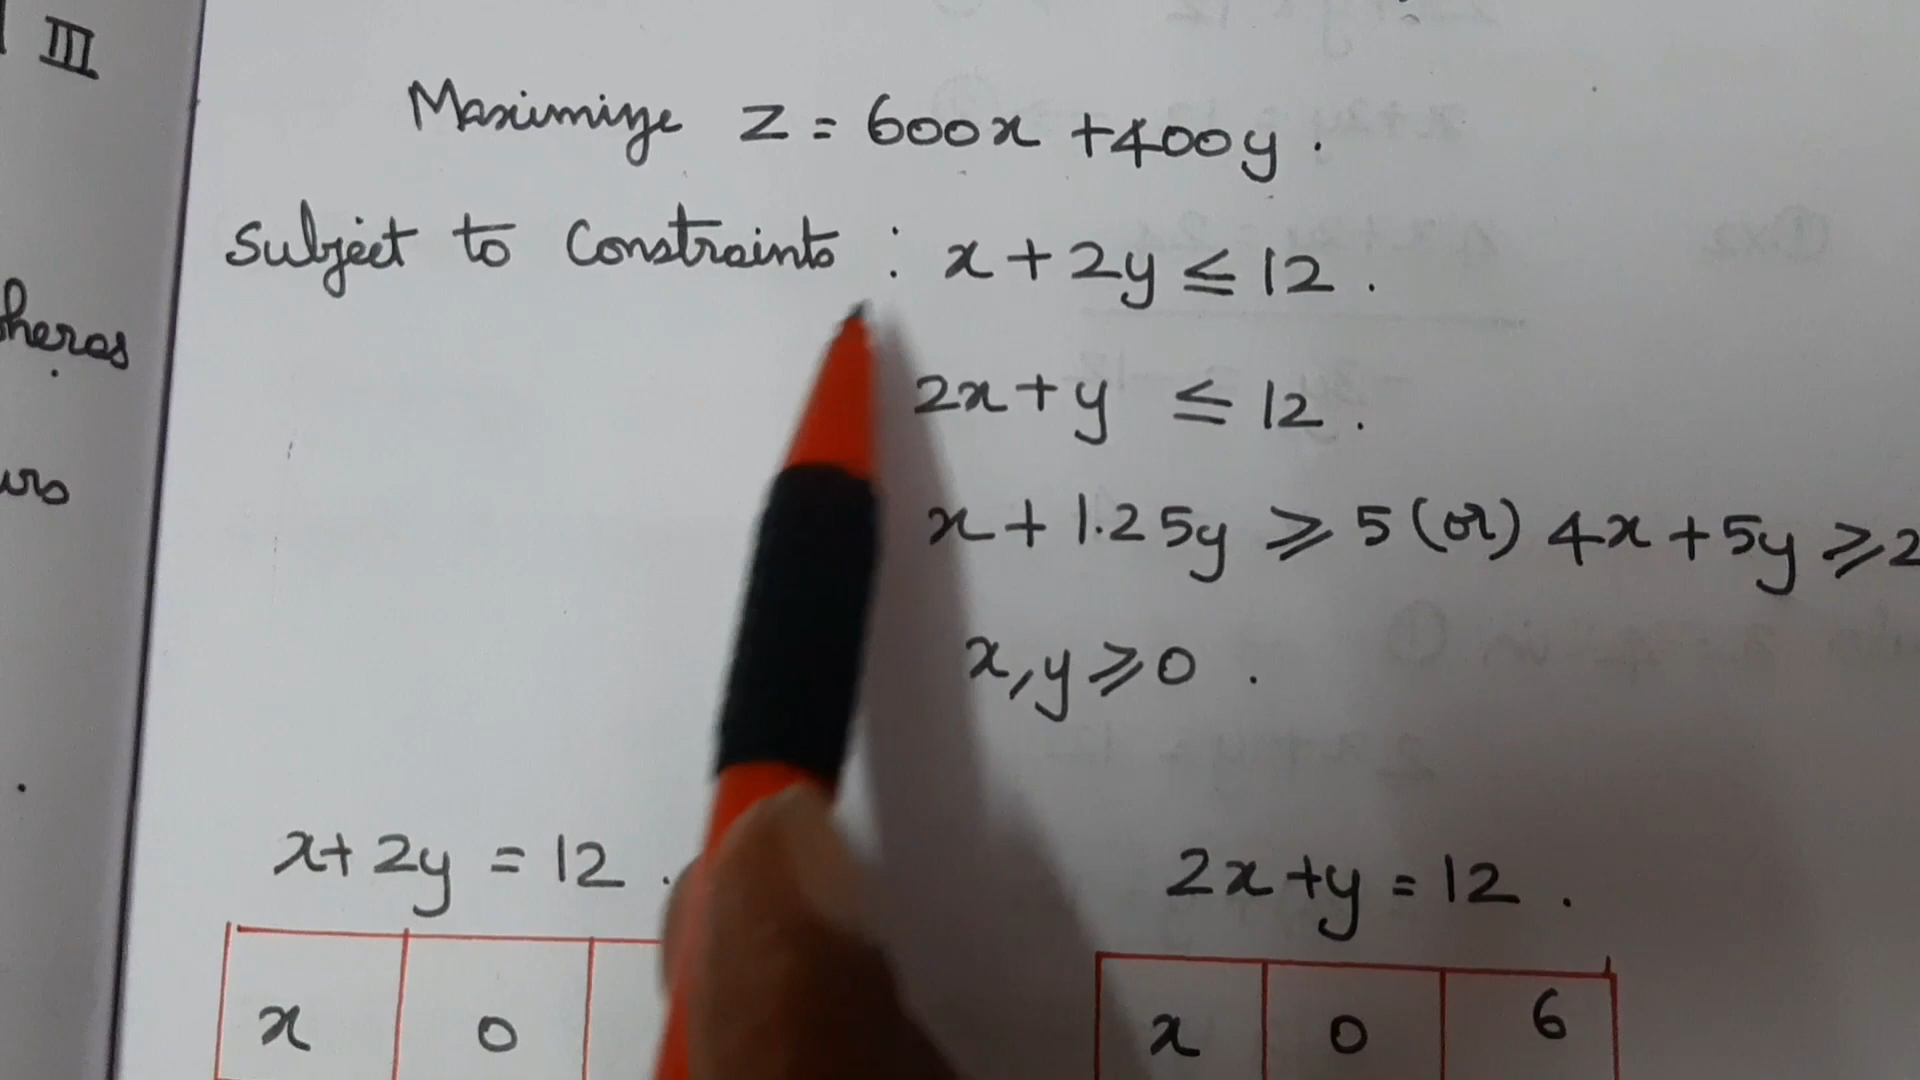 III
Maximize Z = 600x + 400y .
Subject to Constraints : x + 2y ≤ 12 .
2x + y ≤ 12 .
x + 1.25y ≥ 5 (or) 4x + 5y ≥ 2
x, y ≥ 0 .
x + 2y = 12 .
2x + y = 12 .
x 0
x 0 6